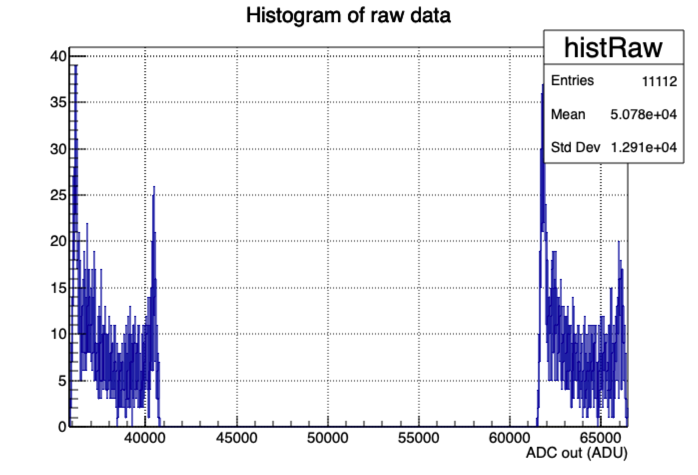 Histogram of raw data
histRaw
Entries 11112
Mean 5.078e+04
Std Dev 1.291e+04
40
35
30
25
20
15
10
5
0
40000 45000 50000 55000 60000 65000
ADC out (ADU)